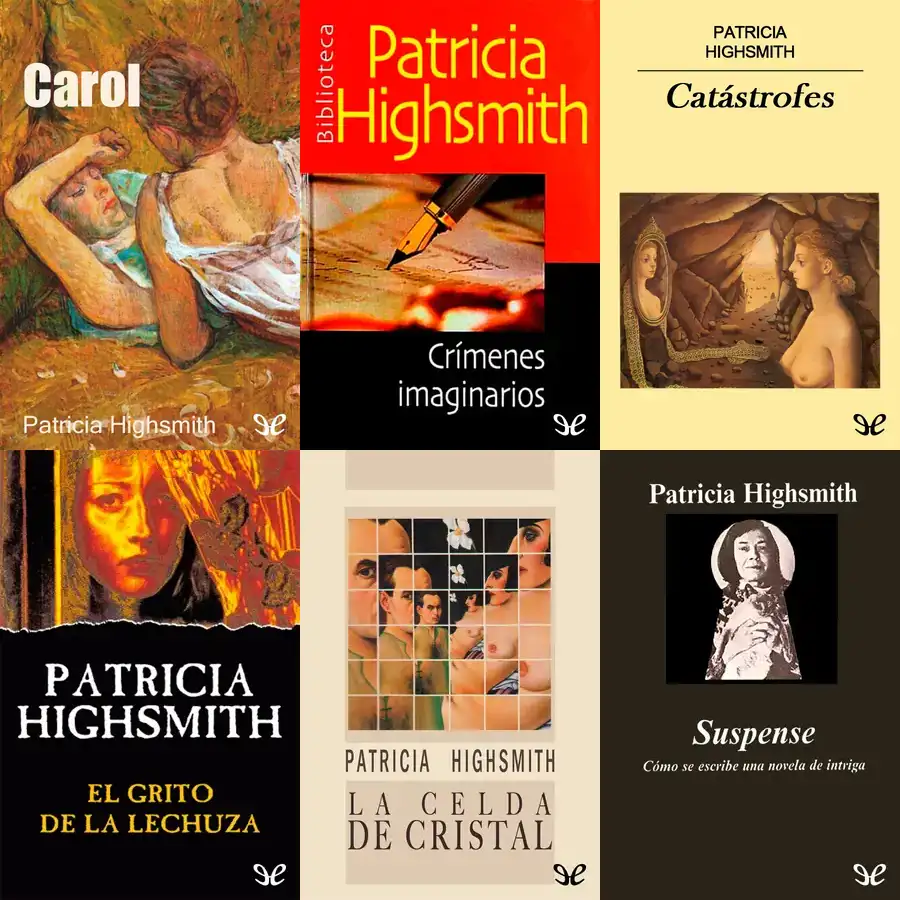 Carol
Patricia Highsmith
Biblioteca
Patricia
Highsmith
Crímenes
imaginarios
PATRICIA
HIGHSMITH
Catástrofes
PATRICIA
HIGHSMITH
EL GRITO
DE LA LECHUZA
PATRICIA HIGHSMITH
LA CELDA
DE CRISTAL
Patricia Highsmith
Suspense
Cómo se escribe una novela de intriga